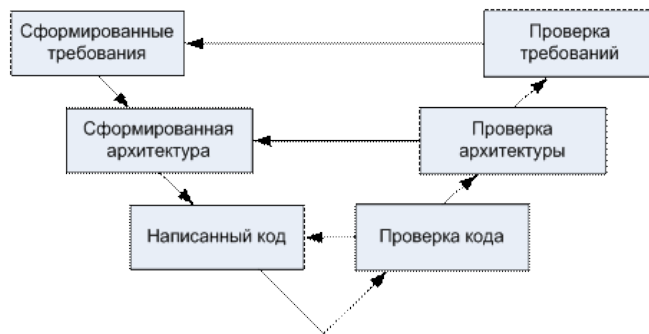 Сформированные
требования
Проверка
требований
Сформированная
архитектура
Проверка
архитектуры
Написанный код
Проверка кода